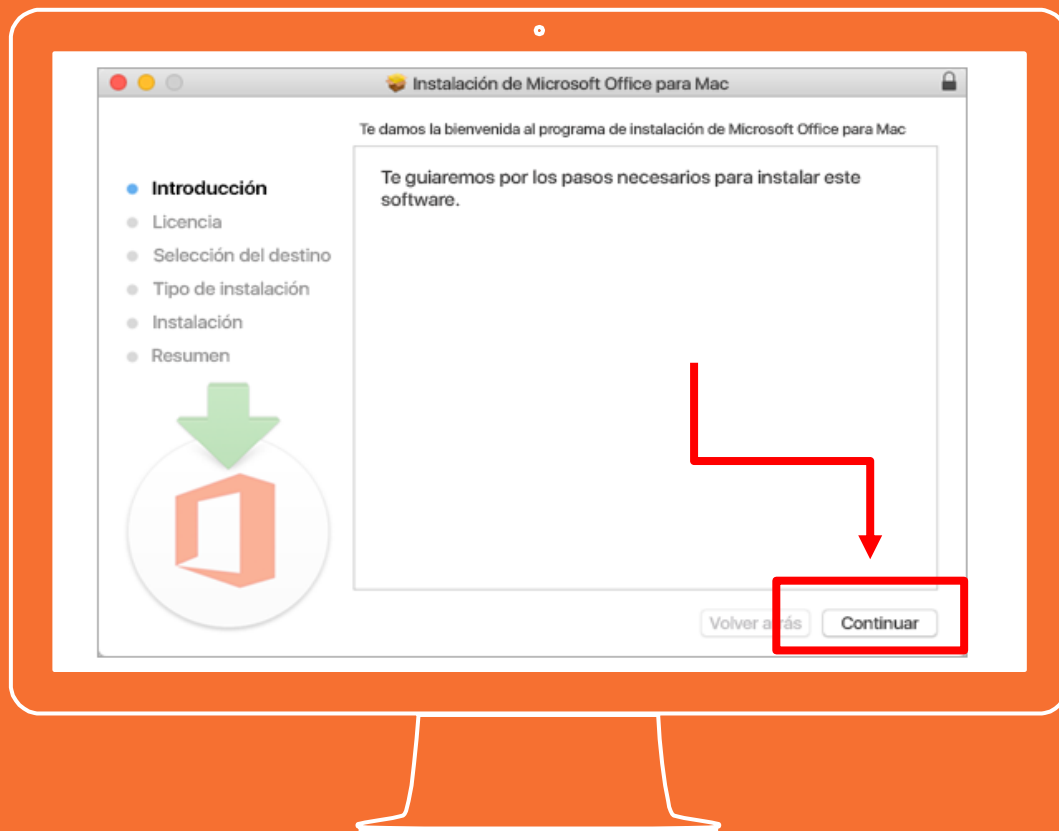 Instalación de Microsoft Office para Mac
Te damos la bienvenida al programa de instalación de Microsoft Office para Mac
Introducción
Licencia
Selección del destino
Tipo de instalación
Instalación
Resumen
Te guiaremos por los pasos necesarios para instalar este
software.
Volver atrás
Continuar